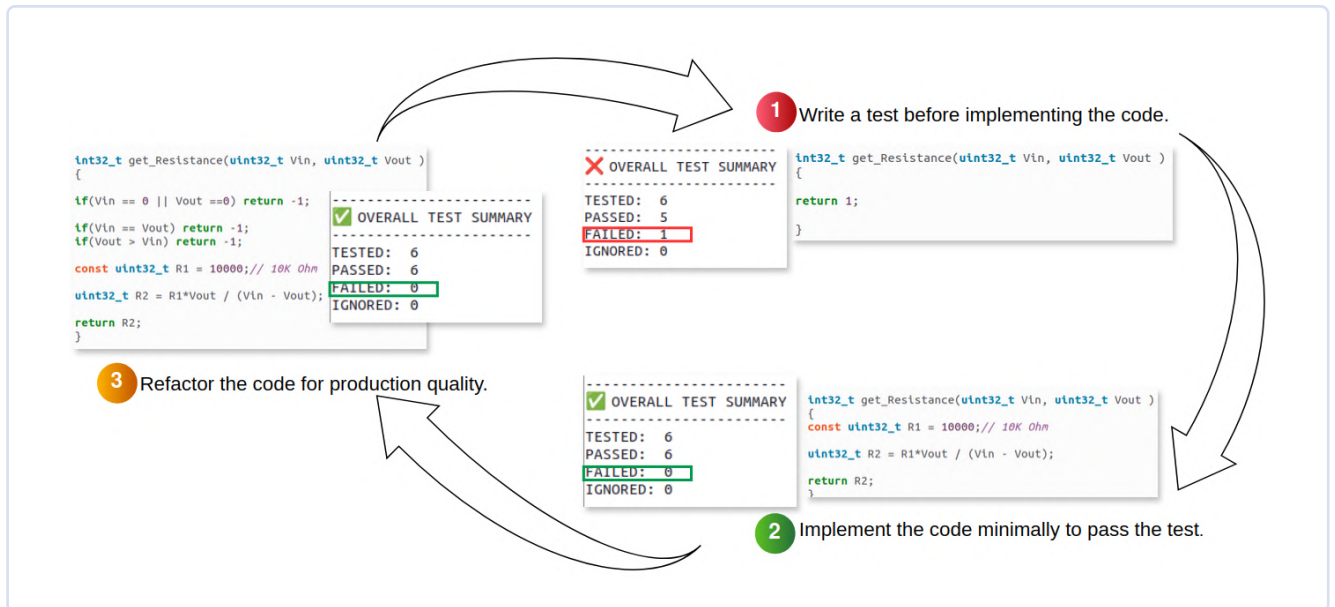 1 Write a test before implementing the code.
------------------------
❌ OVERALL TEST SUMMARY
------------------------
TESTED: 6
PASSED: 5
FAILED: 1
IGNORED: 0
int32_t get_Resistance(uint32_t Vin, uint32_t Vout )
{
return 1;
}
------------------------
✅ OVERALL TEST SUMMARY
------------------------
TESTED: 6
PASSED: 6
FAILED: 0
IGNORED: 0
int32_t get_Resistance(uint32_t Vin, uint32_t Vout )
{
const uint32_t R1 = 10000;// 10K Ohm
uint32_t R2 = R1*Vout / (Vin - Vout);
return R2;
}
2 Implement the code minimally to pass the test.
int32_t get_Resistance(uint32_t Vin, uint32_t Vout )
{
if(Vin == 0 || Vout ==0) return -1;
if(Vin == Vout) return -1;
if(Vout > Vin) return -1;
const uint32_t R1 = 10000;// 10K Ohm
uint32_t R2 = R1*Vout / (Vin - Vout);
return R2;
}
------------------------
✅ OVERALL TEST SUMMARY
------------------------
TESTED: 6
PASSED: 6
FAILED: 0
IGNORED: 0
3 Refactor the code for production quality.